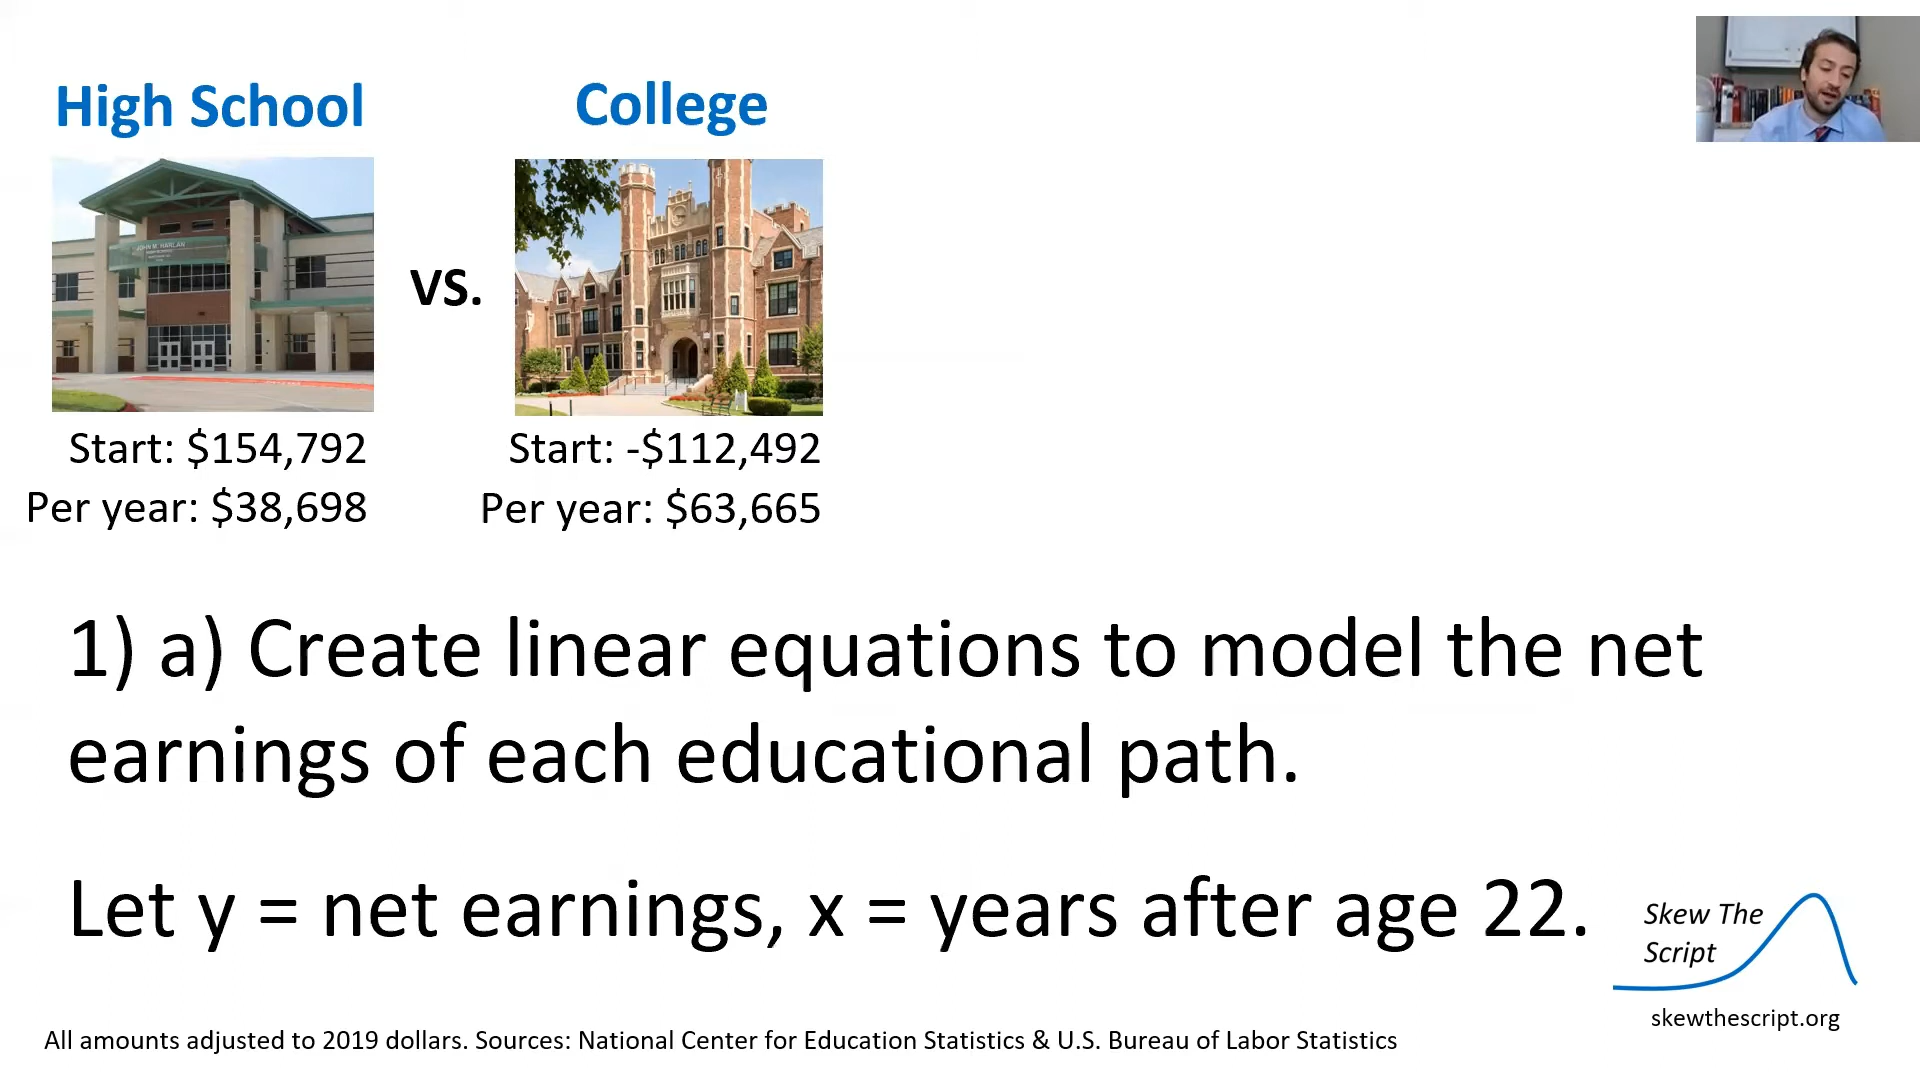 High School
College
JOHN M. HARLAN
vs.
Start: $154,792
Start: -$112,492
Per year: $38,698
Per year: $63,665
1) a) Create linear equations to model the net
earnings of each educational path.
Let y = net earnings, x = years after age 22.
Skew The
Script
skewthescript.org
All amounts adjusted to 2019 dollars. Sources: National Center for Education Statistics & U.S. Bureau of Labor Statistics